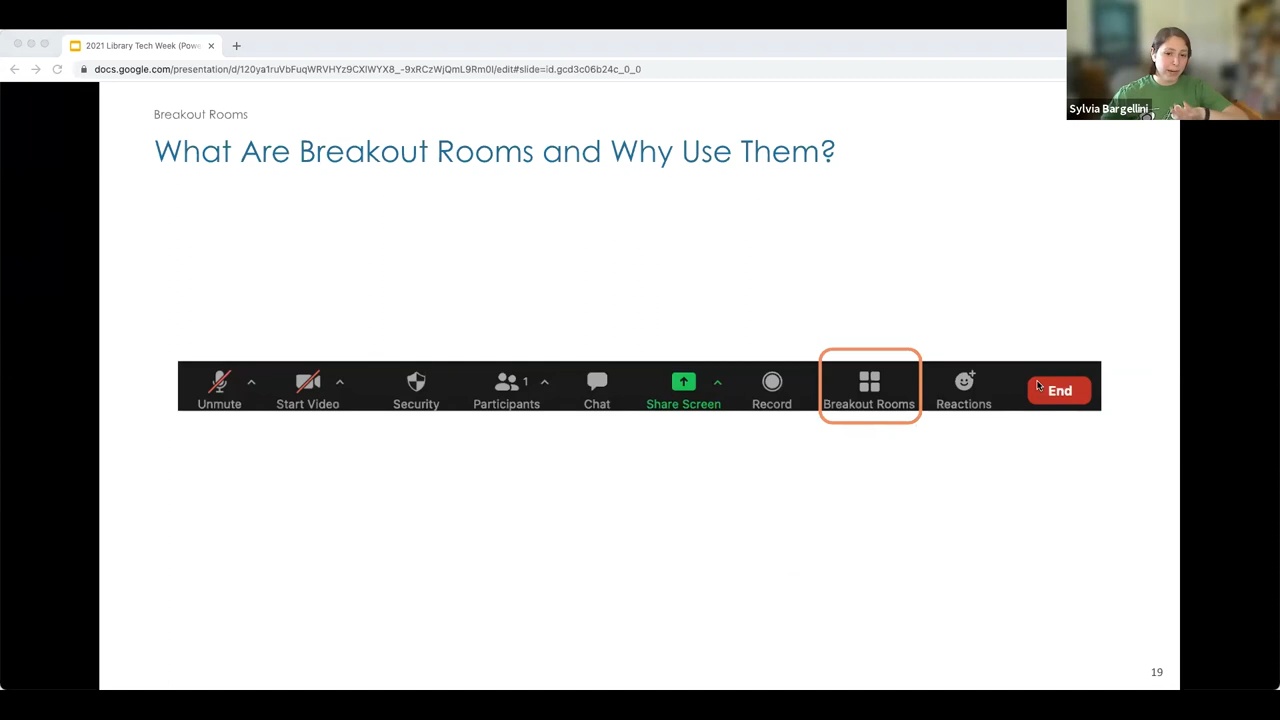 2021 Library Tech Week (Powe
docs.google.com/presentation/d/120ya1ruVbFuqWRVHYz9CXlWYX8_-9xRCzWjQmL9Rm0I/edit#slide=id.gcd3c06b24c_0_0
Sylvia Bargellini
Breakout Rooms
What Are Breakout Rooms and Why Use Them?
1
Unmute Start Video Security Participants Chat Share Screen Record Breakout Rooms Reactions End
19